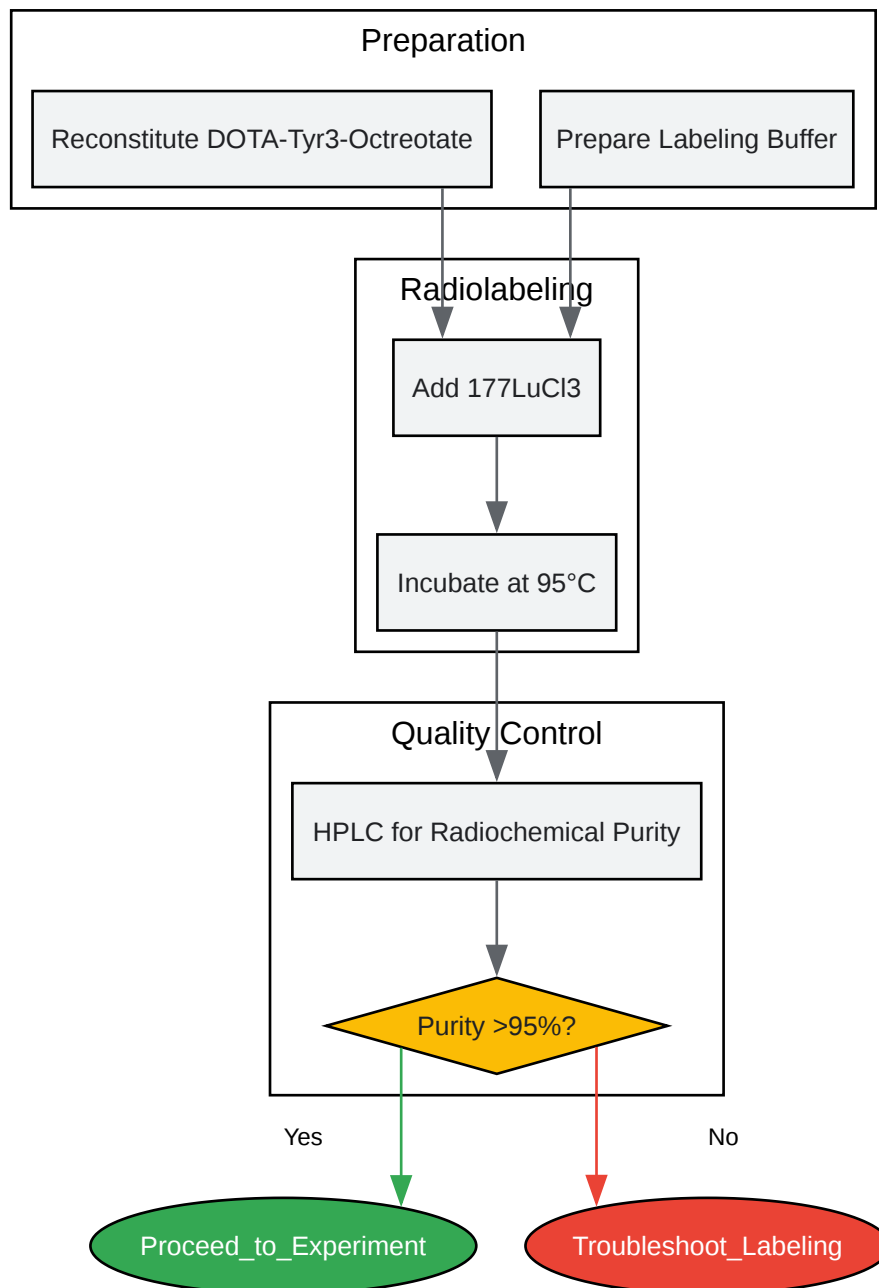 Preparation
Reconstitute DOTA-Tyr3-Octreotate
Prepare Labeling Buffer
Radiolabeling
Add 177LuCl3
Incubate at 95°C
Quality Control
HPLC for Radiochemical Purity
Purity >95%?
Yes
No
Proceed_to_Experiment
Troubleshoot_Labeling